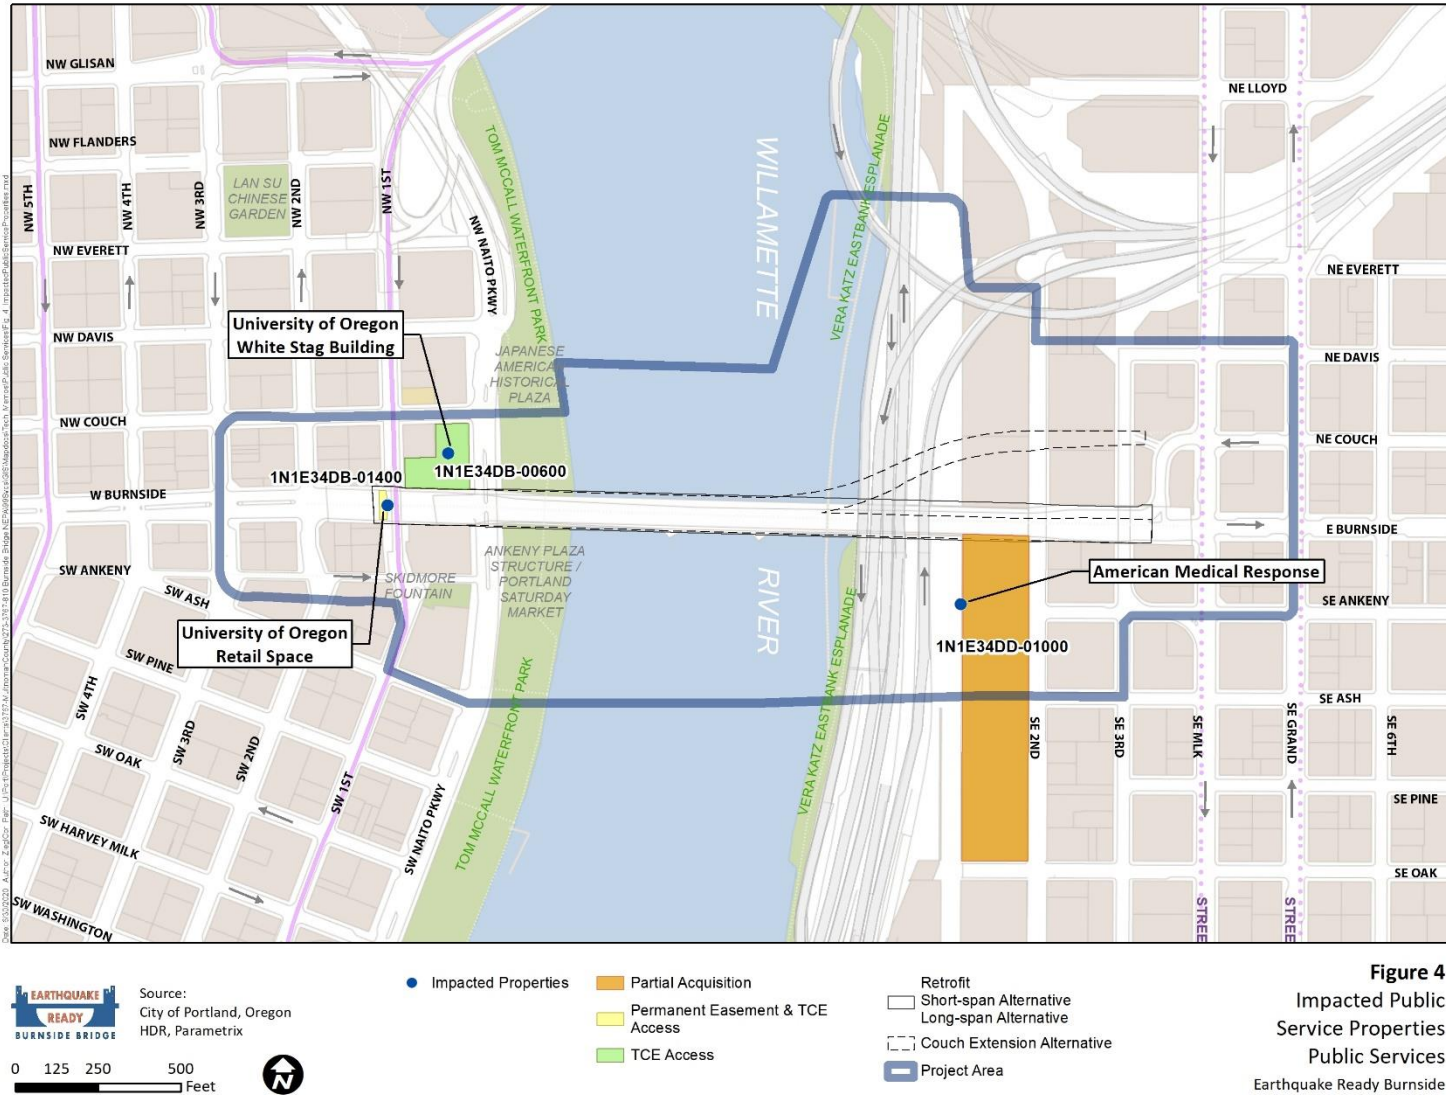 NW GLISAN
NE LLOYD
NW FLANDERS
TOM MCCALL WATERFRONT PARK
WILLAMETTE
VERA KATZ EASTBANK ESPLANADE
LAN SU
CHINESE
GARDEN
NW 5TH
NW 4TH
NW 3RD
NW 2ND
NW 1ST
NW NAITO PKWY
NW EVERETT
NE EVERETT
University of Oregon
White Stag Building
NW DAVIS
NE DAVIS
JAPANESE
AMERICAN
HISTORICAL
PLAZA
NW COUCH
NE COUCH
1N1E34DB-01400
1N1E34DB-00600
W BURNSIDE
E BURNSIDE
ANKENY PLAZA
STRUCTURE /
PORTLAND
SATURDAY
MARKET
SKIDMORE
FOUNTAIN
SW ANKENY
SW ASH
American Medical Response
SE ANKENY
RIVER
University of Oregon
Retail Space
1N1E34DD-01000
SW PINE
SW 4TH
SW 3RD
SW 2ND
SW 1ST
SW NAITO PKWY
TOM MCCALL WATERFRONT PARK
VERA KATZ EASTBANK ESPLANADE
SE ASH
SE 2ND
SE 3RD
SE MLK
SE GRAND
SE 6TH
SW OAK
SE PINE
SW HARVEY MILK
SE OAK
SW WASHINGTON
STREE
STREE
EARTHQUAKE
READY
BURNSIDE BRIDGE
Source:
City of Portland, Oregon
HDR, Parametrix
0 125 250 500
Feet
N
Impacted Properties
Partial Acquisition
Permanent Easement & TCE
Access
TCE Access
Retrofit
Short-span Alternative
Long-span Alternative
Couch Extension Alternative
Project Area
Figure 4
Impacted Public
Service Properties
Public Services
Earthquake Ready Burnside